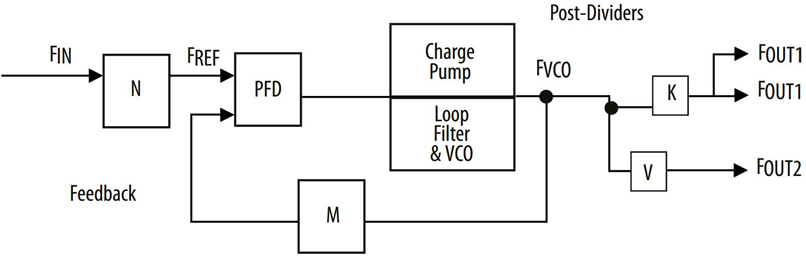 Post-Dividers
FIN
N
FREF
PFD
Charge
Pump
Loop
Filter
& VCO
FVCO
K
FOUT1
FOUT1
V
FOUT2
Feedback
M